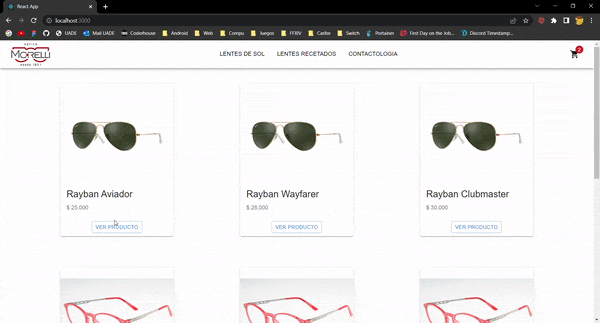 React App
localhost:3000
UADE
Mail UADE
Coderhouse
Android
Web
Compu
Juegos
FFXIV
Caribe
Switch
Portainer
First Day on the Job...
Discord Timestamp...
optica
MORELLI
desde 1921
LENTES DE SOL
LENTES RECETADOS
CONTACTOLOGIA
2
Rayban Aviador
$ 25.000
VER PRODUCTO
Rayban Wayfarer
$ 28.000
VER PRODUCTO
Rayban Clubmaster
$ 30.000
VER PRODUCTO